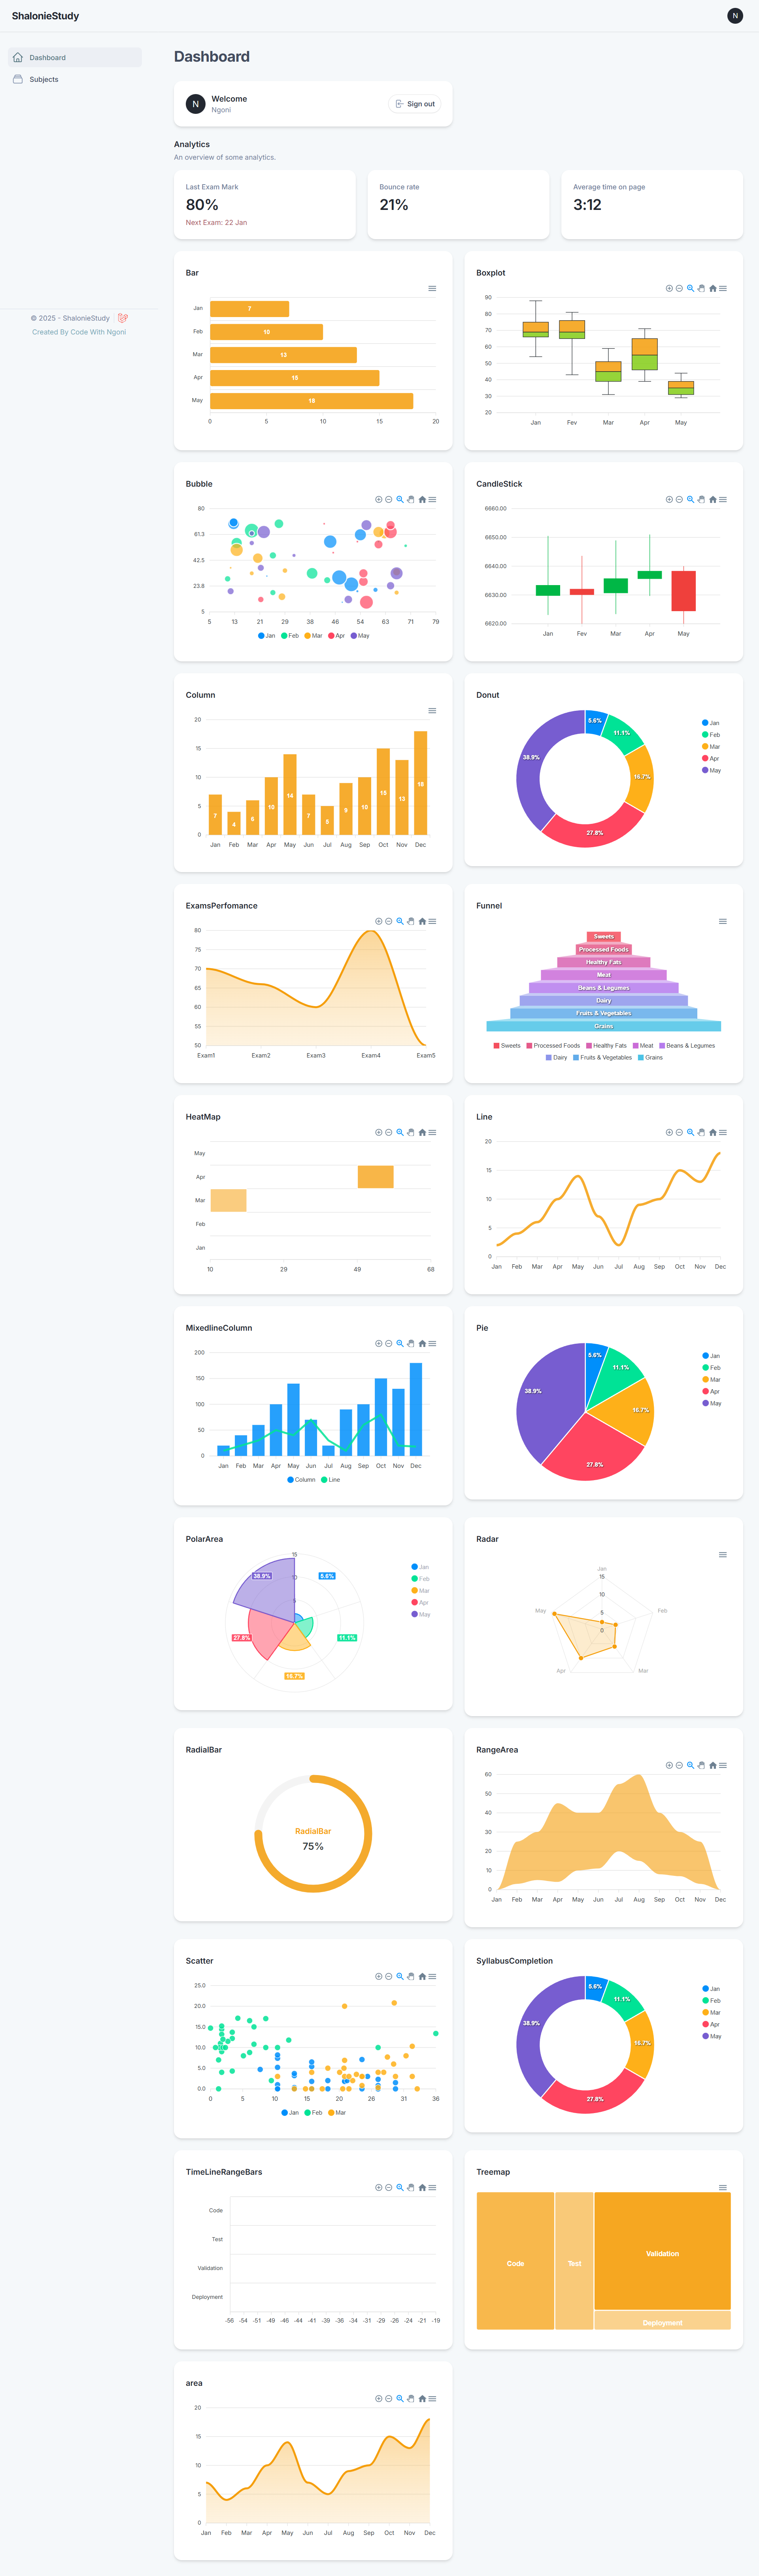 ShalonieStudy
N
Dashboard
Subjects
© 2025 - ShalonieStudy
Created By Code With Ngoni
Dashboard
N
Welcome
Ngoni
Sign out
Analytics
An overview of some analytics.
Last Exam Mark
80%
Next Exam: 22 Jan
Bounce rate
21%
Average time on page
3:12
Bar
Jan 7
Feb 10
Mar 13
Apr 15
May 18
0 5 10 15 20
Boxplot
90
80
70
60
50
40
30
20
Jan Fev Mar Apr May
Bubble
80
61.3
42.5
23.8
5
5 13 21 29 38 46 54 63 71 79
Jan Feb Mar Apr May
CandleStick
6660.00
6650.00
6640.00
6630.00
6620.00
Jan Fev Mar Apr May
Column
20
15
10
5
0
7 4 6 10 14 7 5 9 10 15 13 18
Jan Feb Mar Apr May Jun Jul Aug Sep Oct Nov Dec
Donut
5.6%
11.1%
16.7%
27.8%
38.9%
Jan
Feb
Mar
Apr
May
ExamsPerfomance
80
75
70
65
60
55
50
Exam1 Exam2 Exam3 Exam4 Exam5
Funnel
Sweets
Processed Foods
Healthy Fats
Meat
Beans & Legumes
Dairy
Fruits & Vegetables
Grains
Sweets Processed Foods Healthy Fats Meat Beans & Legumes
Dairy Fruits & Vegetables Grains
HeatMap
May
Apr
Mar
Feb
Jan
10 29 49 68
Line
20
15
10
5
0
Jan Feb Mar Apr May Jun Jul Aug Sep Oct Nov Dec
MixedlineColumn
200
150
100
50
0
Jan Feb Mar Apr May Jun Jul Aug Sep Oct Nov Dec
Column Line
Pie
5.6%
11.1%
16.7%
27.8%
38.9%
Jan
Feb
Mar
Apr
May
PolarArea
15
10
38.9%
5.6%
27.8%
11.1%
16.7%
Jan
Feb
Mar
Apr
May
Radar
Jan
15
10
5
0
May
Feb
Apr
Mar
RadialBar
RadialBar
75%
RangeArea
60
50
40
30
20
10
0
Jan Feb Mar Apr May Jun Jul Aug Sep Oct Nov Dec
Scatter
25.0
20.0
15.0
10.0
5.0
0.0
0 5 10 15 21 26 31 36
Jan Feb Mar
SyllabusCompletion
5.6%
11.1%
16.7%
27.8%
38.9%
Jan
Feb
Mar
Apr
May
TimeLineRangeBars
Code
Test
Validation
Deployment
-56 -54 -51 -49 -46 -44 -41 -39 -36 -34 -31 -29 -26 -24 -21 -19
Treemap
Code
Test
Validation
Deployment
area
20
15
10
5
0
Jan Feb Mar Apr May Jun Jul Aug Sep Oct Nov Dec